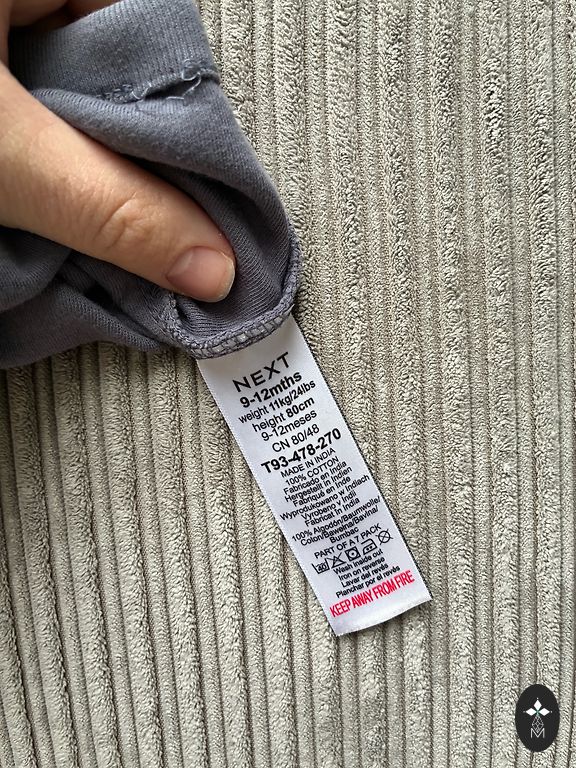 NEXT
9-12mths
weight 11kg/24lbs
height 80cm
9-12meses
CN 80/48
T93-478-270
MADE IN INDIA
100% COTTON
Fabricado en India
Hergestellt in Indien
Fabriqué en Inde
Wyprodukowano w Indiach
Vyrobeno v Indii
Fabricat in India
100% Algodón/Baumwolle/
Coton/Bawełna/Bavlna/
Bumbac
PART OF A 7 PACK
Wash inside out
Iron on reverse
Lavar del revés
Planchar por el revés
KEEP AWAY FROM FIRE
M